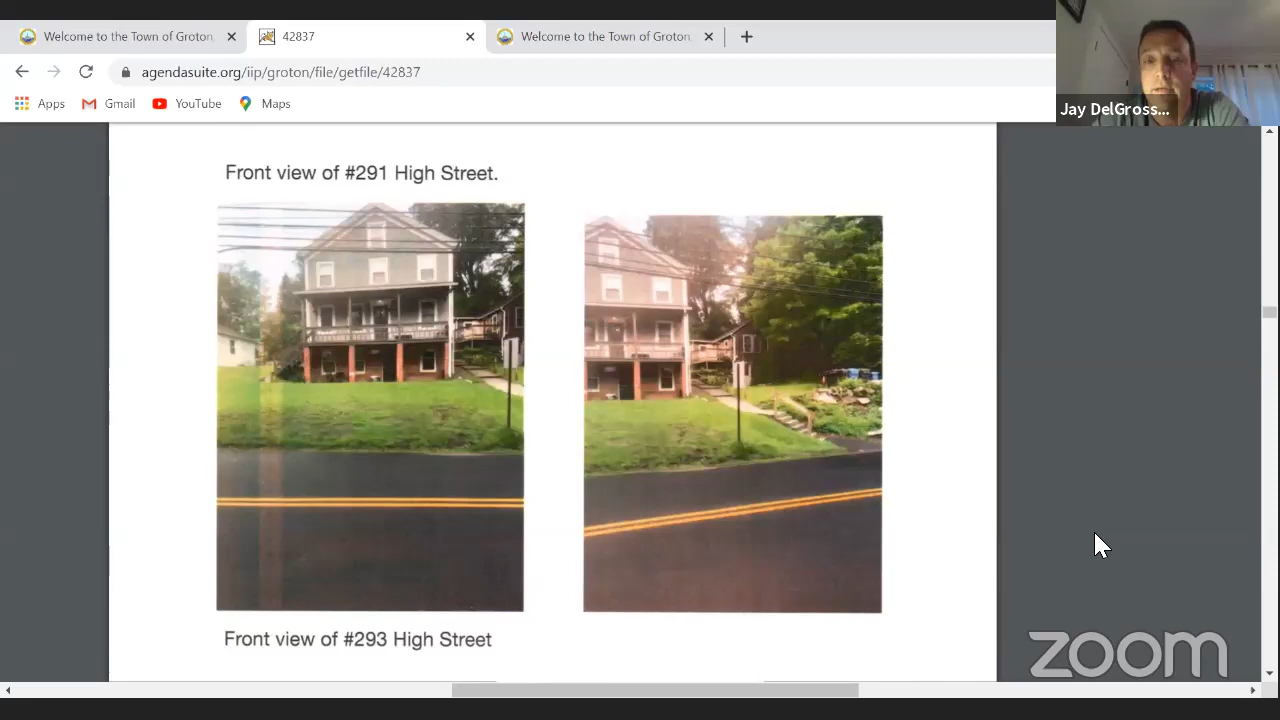 Welcome to the Town of Groton,
42837
Welcome to the Town of Groton,
agendasuite.org/iip/groton/file/getfile/42837
Apps
Gmail
YouTube
Maps
Jay DelGross...
Front view of #291 High Street.
Front view of #293 High Street
zoom